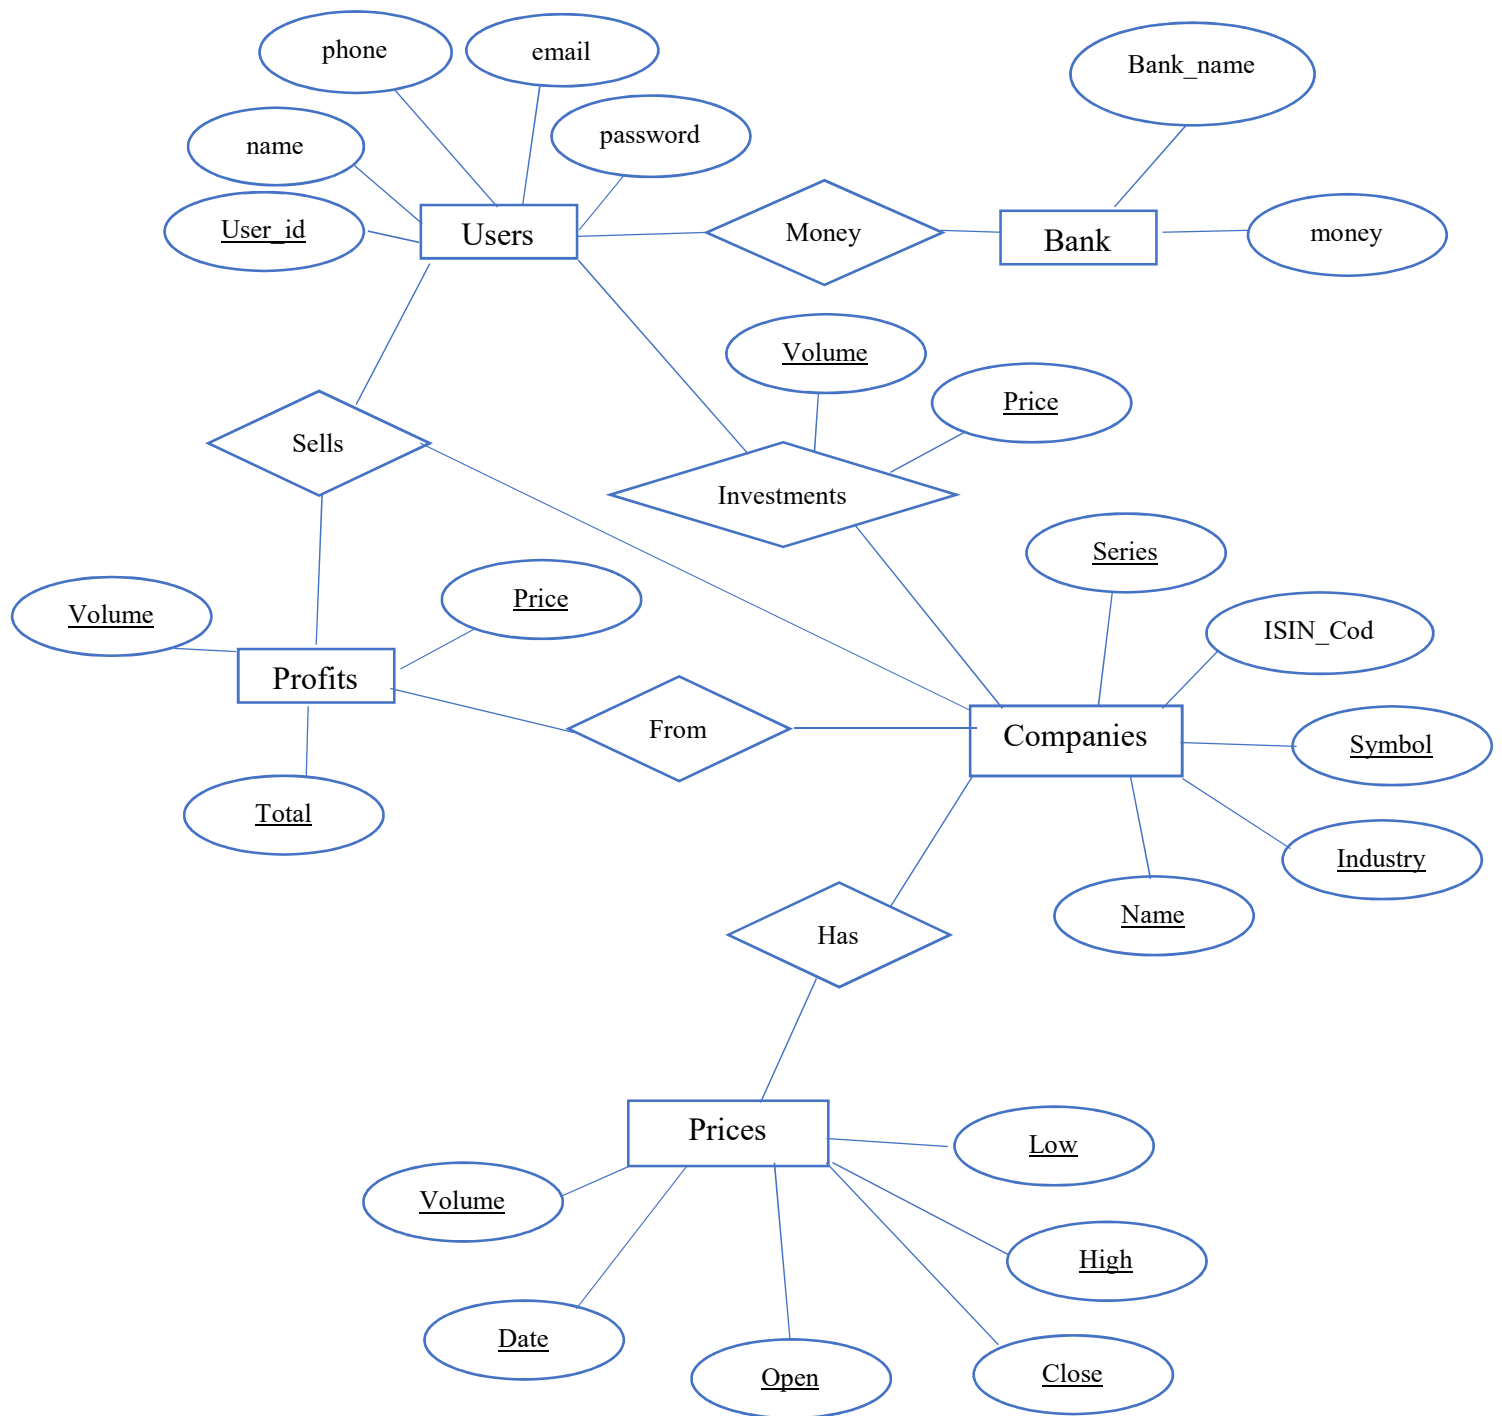 phone
email
Bank_name
password
name
User_id
Users
Money
Bank
money
Volume
Price
Sells
Investments
Series
Price
Volume
ISIN_Cod
Profits
From
Companies
Symbol
Total
Industry
Name
Has
Prices
Low
Volume
High
Date
Open
Close